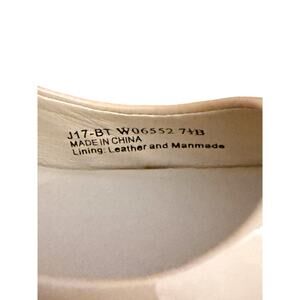 J17-BT W06552 7½B
MADE IN CHINA
Lining: Leather and Manmade